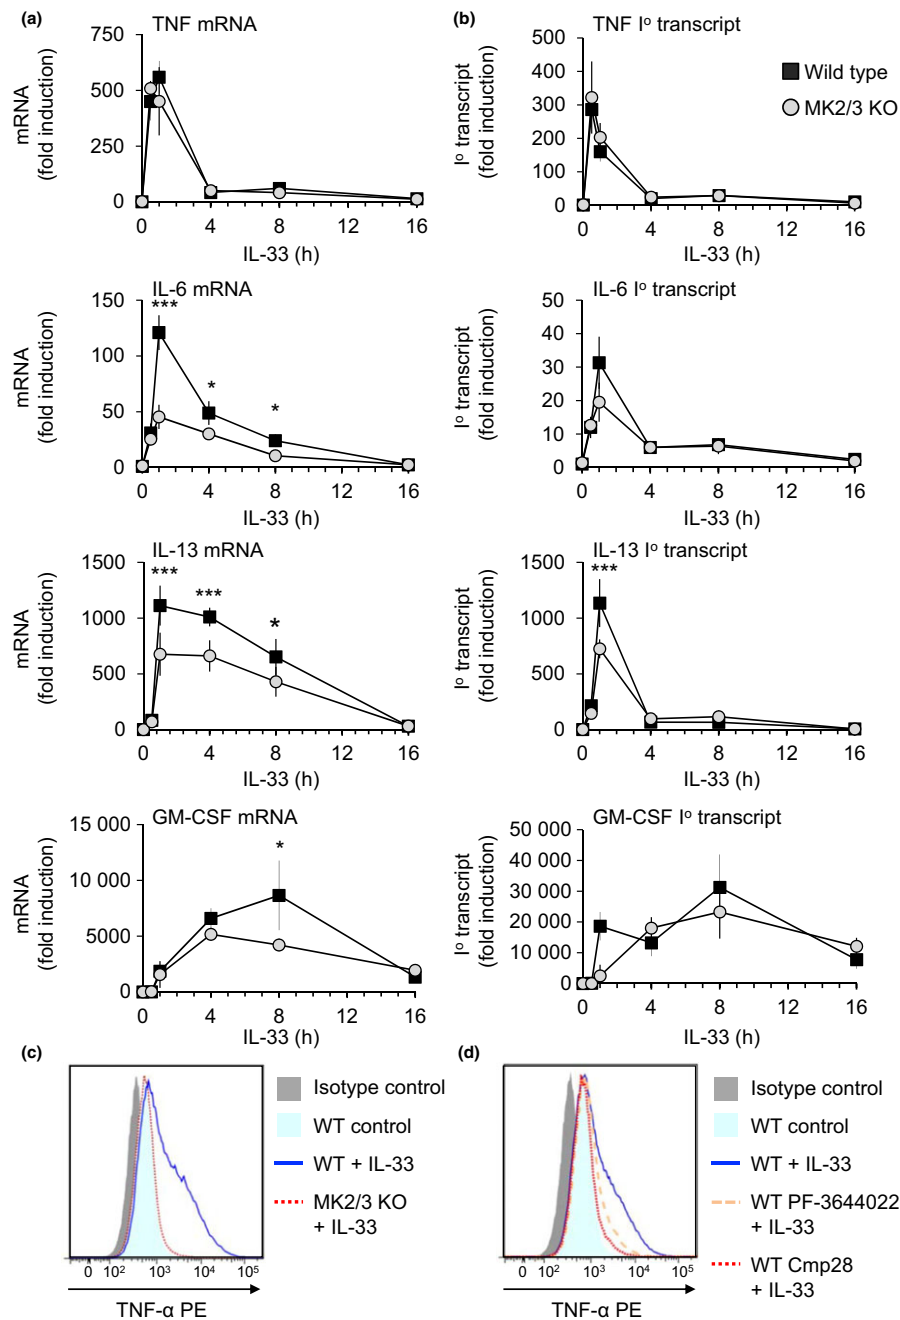 (a)
TNF mRNA
mRNA
(fold induction)
750
500
250
0
0 4 8 12 16
IL-33 (h)
IL-6 mRNA
mRNA
(fold induction)
150
100
50
0
***
*
*
0 4 8 12 16
IL-33 (h)
IL-13 mRNA
mRNA
(fold induction)
1500
1000
500
0
***
***
*
0 4 8 12 16
IL-33 (h)
GM-CSF mRNA
mRNA
(fold induction)
15 000
10 000
5000
0
*
0 4 8 12 16
IL-33 (h)
(b)
TNF Iº transcript
Iº transcript
(fold induction)
500
400
300
200
100
0
Wild type
MK2/3 KO
0 4 8 12 16
IL-33 (h)
IL-6 Iº transcript
Iº transcript
(fold induction)
50
40
30
20
10
0
0 4 8 12 16
IL-33 (h)
IL-13 Iº transcript
Iº transcript
(fold induction)
1500
1000
500
0
***
0 4 8 12 16
IL-33 (h)
GM-CSF Iº transcript
Iº transcript
(fold induction)
50 000
40 000
30 000
20 000
10 000
0
0 4 8 12 16
IL-33 (h)
(c)
0 10² 10³ 10⁴ 10⁵
TNF-α PE
Isotype control
WT control
WT + IL-33
MK2/3 KO
+ IL-33
(d)
0 10² 10³ 10⁴ 10⁵
TNF-α PE
Isotype control
WT control
WT + IL-33
WT PF-3644022
+ IL-33
WT Cmp28
+ IL-33